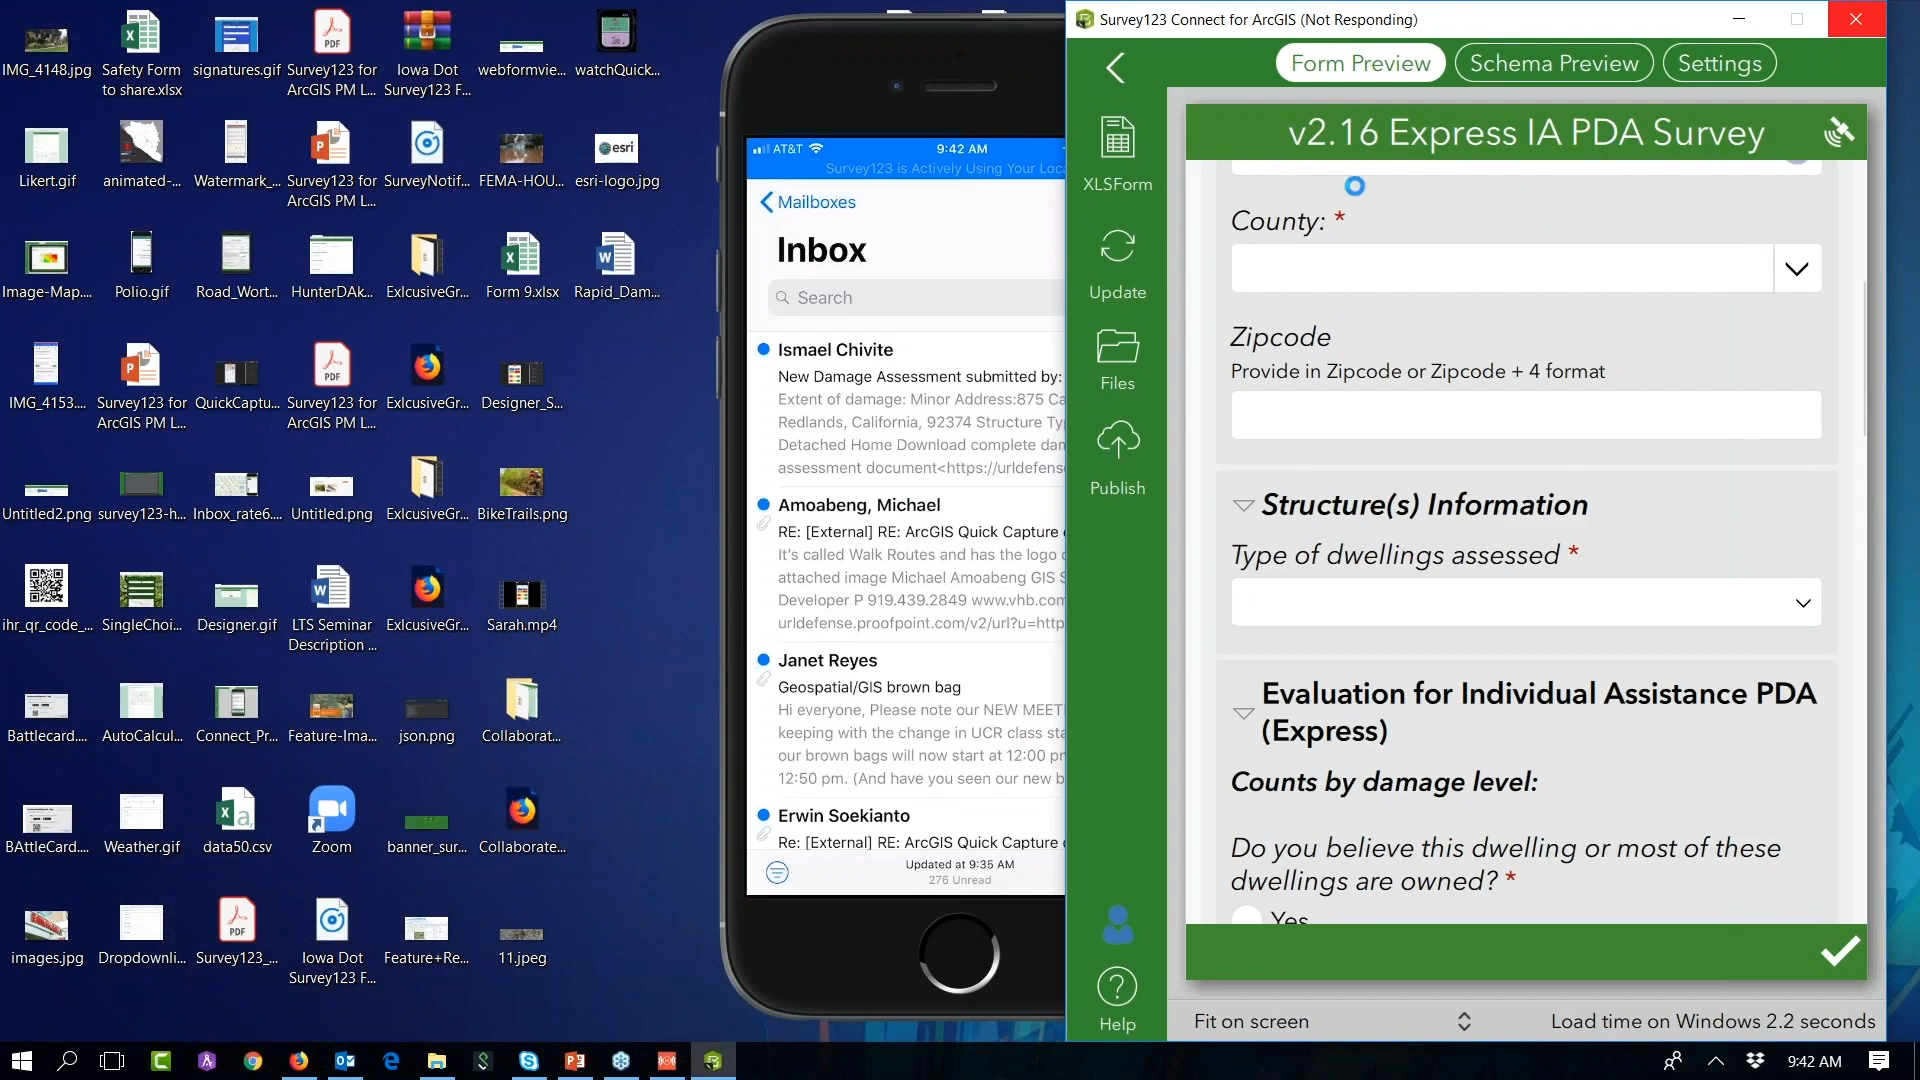 IMG_4148.jpg
Safety Form
to share.xlsx
signatures.gif
Survey123 for
ArcGIS PM L...
Iowa Dot
Survey123 F...
webformvie...
watchQuick...
Likert.gif
animated-...
Watermark_...
Survey123 for
ArcGIS PM L...
SurveyNotif...
FEMA-HOU...
esri
esri-logo.jpg
Image-Map....
Polio.gif
Road_Wort...
HunterDAk...
ExlcusiveGr...
Form 9.xlsx
Rapid_Dam...
IMG_4153....
Survey123 for
ArcGIS PM L...
QuickCaptu...
Survey123 for
ArcGIS PM L...
ExlcusiveGr...
Designer_S...
Untitled2.png
survey123-h...
Inbox_rate6....
Untitled.png
ExlcusiveGr...
BikeTrails.png
ihr_qr_code_...
SingleChoi...
Designer.gif
LTS Seminar
Description ...
ExlcusiveGr...
Sarah.mp4
Battlecard....
AutoCalcul...
Connect_Pr...
Feature-Ima...
json.png
Collaborat...
BAttleCard....
Weather.gif
data50.csv
Zoom
banner_sur...
Collaborate...
images.jpg
Dropdownli...
Survey123_...
Iowa Dot
Survey123 F...
Feature+Re...
11.jpeg
AT&T
9:42 AM
Survey123 is Actively Using Your Loca
Mailboxes
Inbox
Search
Ismael Chivite
New Damage Assessment submitted by:
Extent of damage: Minor Address:875 Ca
Redlands, California, 92374 Structure Ty
Detached Home Download complete dam
assessment document<https://urldefense
Amoabeng, Michael
RE: [External] RE: ArcGIS Quick Capture
It's called Walk Routes and has the logo
attached image Michael Amoabeng GIS S
Developer P 919.439.2849 www.vhb.com
urldefense.proofpoint.com/v2/url?u=http
Janet Reyes
Geospatial/GIS brown bag
Hi everyone, Please note our NEW MEET
keeping with the change in UCR class sta
our brown bags will now start at 12:00 pm
12:50 pm. (And have you seen our new b
Erwin Soekianto
Re: [External] RE: ArcGIS Quick Capture
Updated at 9:35 AM
276 Unread
Survey123 Connect for ArcGIS (Not Responding)
Form Preview
Schema Preview
Settings
XLSForm
Update
Files
Publish
Help
v2.16 Express IA PDA Survey
County: *
Zipcode
Provide in Zipcode or Zipcode + 4 format
Structure(s) Information
Type of dwellings assessed *
Evaluation for Individual Assistance PDA
(Express)
Counts by damage level:
Do you believe this dwelling or most of these
dwellings are owned? *
Yes
Fit on screen
Load time on Windows 2.2 seconds
9:42 AM